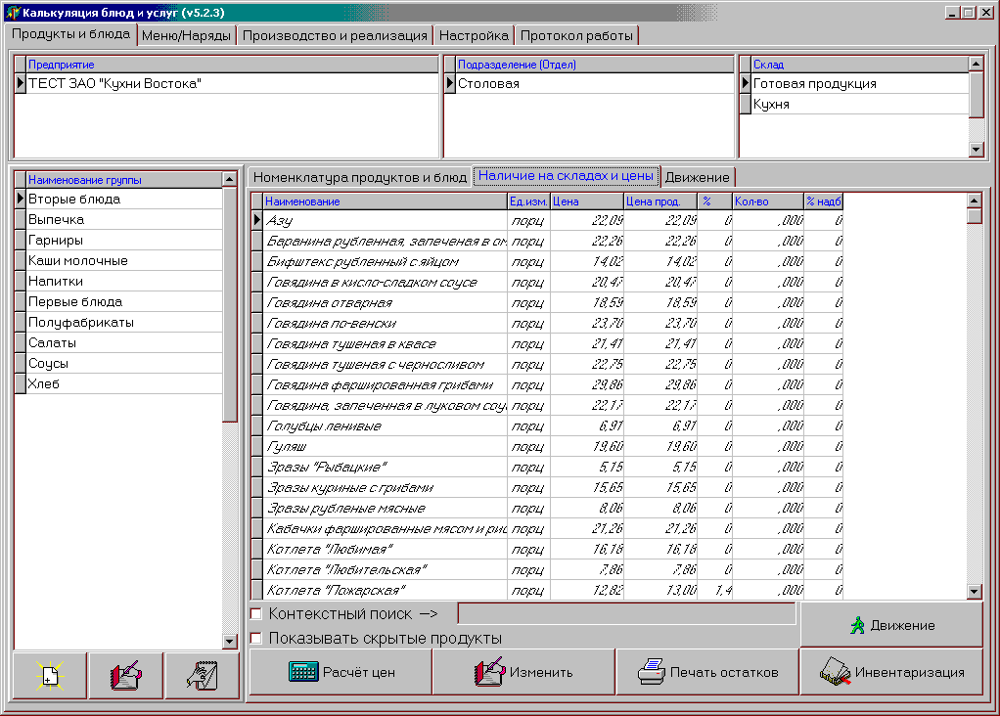 Калькуляция блюд и услуг (v5.2.3)
Продукты и блюда Меню/Наряды Производство и реализация Настройка Протокол работы
Предприятие Подразделение (Отдел) Склад
ТЕСТ ЗАО "Кухни Востока" Столовая Готовая продукция
Кухня
Наименование группы
Вторые блюда
Выпечка
Гарниры
Каши молочные
Напитки
Первые блюда
Полуфабрикаты
Салаты
Соусы
Хлеб
Номенклатура продуктов и блюд Наличие на складах и цены Движение
Наименование Ед.изм. Цена Цена прод. % Кол-во % надб
Азу порц 22,09 22,09 0 ,000 0
Баранина рубленная, запеченая в ом порц 22,26 22,26 0 ,000 0
Бифштекс рубленный с яйцом порц 14,02 14,02 0 ,000 0
Говядина в кисло-сладком соусе порц 20,47 20,47 0 ,000 0
Говядина отварная порц 18,59 18,59 0 ,000 0
Говядина по-венски порц 23,70 23,70 0 ,000 0
Говядина тушеная в квасе порц 21,41 21,41 0 ,000 0
Говядина тушеная с черносливом порц 22,75 22,75 0 ,000 0
Говядина фаршированная грибами порц 29,86 29,86 0 ,000 0
Говядина, запеченная в луковом соу порц 22,17 22,17 0 ,000 0
Голубцы ленивые порц 6,91 6,91 0 ,000 0
Гуляш порц 19,60 19,60 0 ,000 0
Зразы "Рыбацкие" порц 5,15 5,15 0 ,000 0
Зразы куриные с грибами порц 15,65 15,65 0 ,000 0
Зразы рубленые мясные порц 8,06 8,06 0 ,000 0
Кабачки фаршированные мясом и рис порц 21,26 21,26 0 ,000 0
Котлета "Любимая" порц 16,18 16,18 0 ,000 0
Котлета "Любительская" порц 7,86 7,86 0 ,000 0
Котлета "Пожарская" порц 12,82 13,00 1,4 ,000 0
Контекстный поиск -->
Показывать скрытые продукты
Движение
Расчёт цен Изменить Печать остатков Инвентаризация